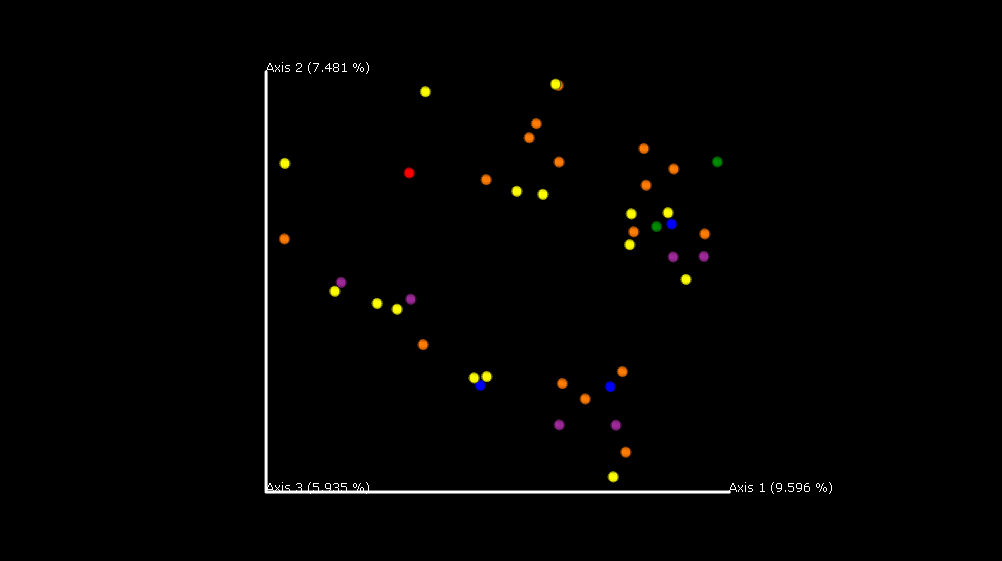 Axis 2 (7.481 %)
Axis 3 (5.935 %)
Axis 1 (9.596 %)